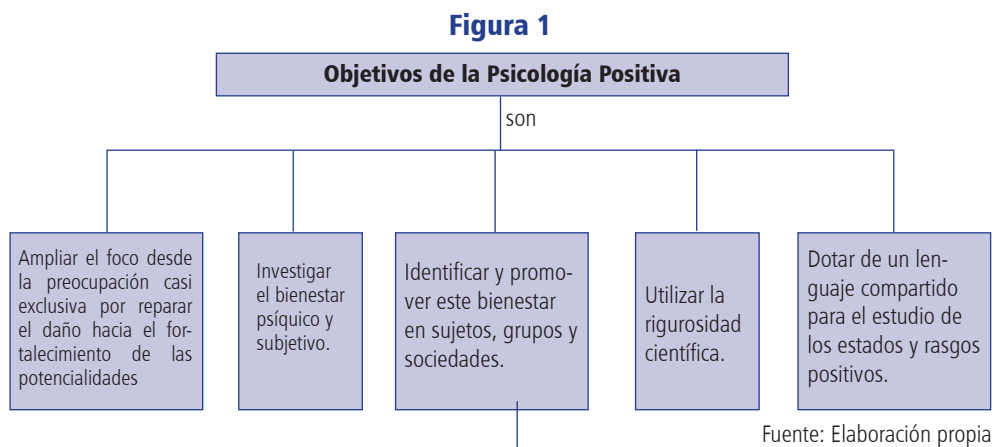 Figura 1
Objetivos de la Psicología Positiva
son
Ampliar el foco desde
la preocupación casi
exclusiva por reparar
el daño hacia el for-
talecimiento de las
potencialidades
Investigar
el bienestar
psíquico y
subjetivo.
Identificar y promo-
ver este bienestar
en sujetos, grupos y
sociedades.
Utilizar la
rigurosidad
científica.
Dotar de un len-
guaje compartido
para el estudio de
los estados y rasgos
positivos.
Fuente: Elaboración propia